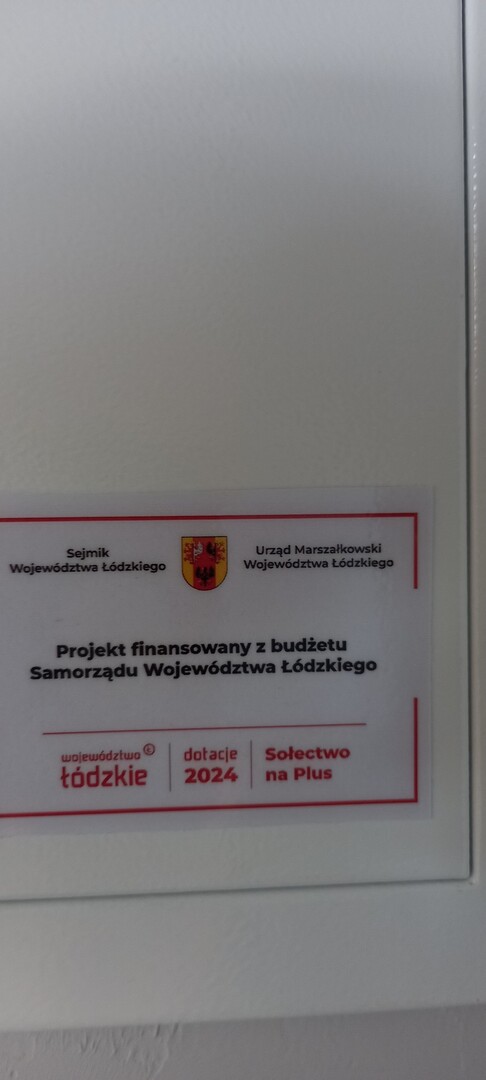 Sejmik
Województwa Łódzkiego
Urząd Marszałkowski
Województwa Łódzkiego
Projekt finansowany z budżetu
Samorządu Województwa Łódzkiego
województwo
łódzkie
dotacje
2024
Sołectwo
na Plus